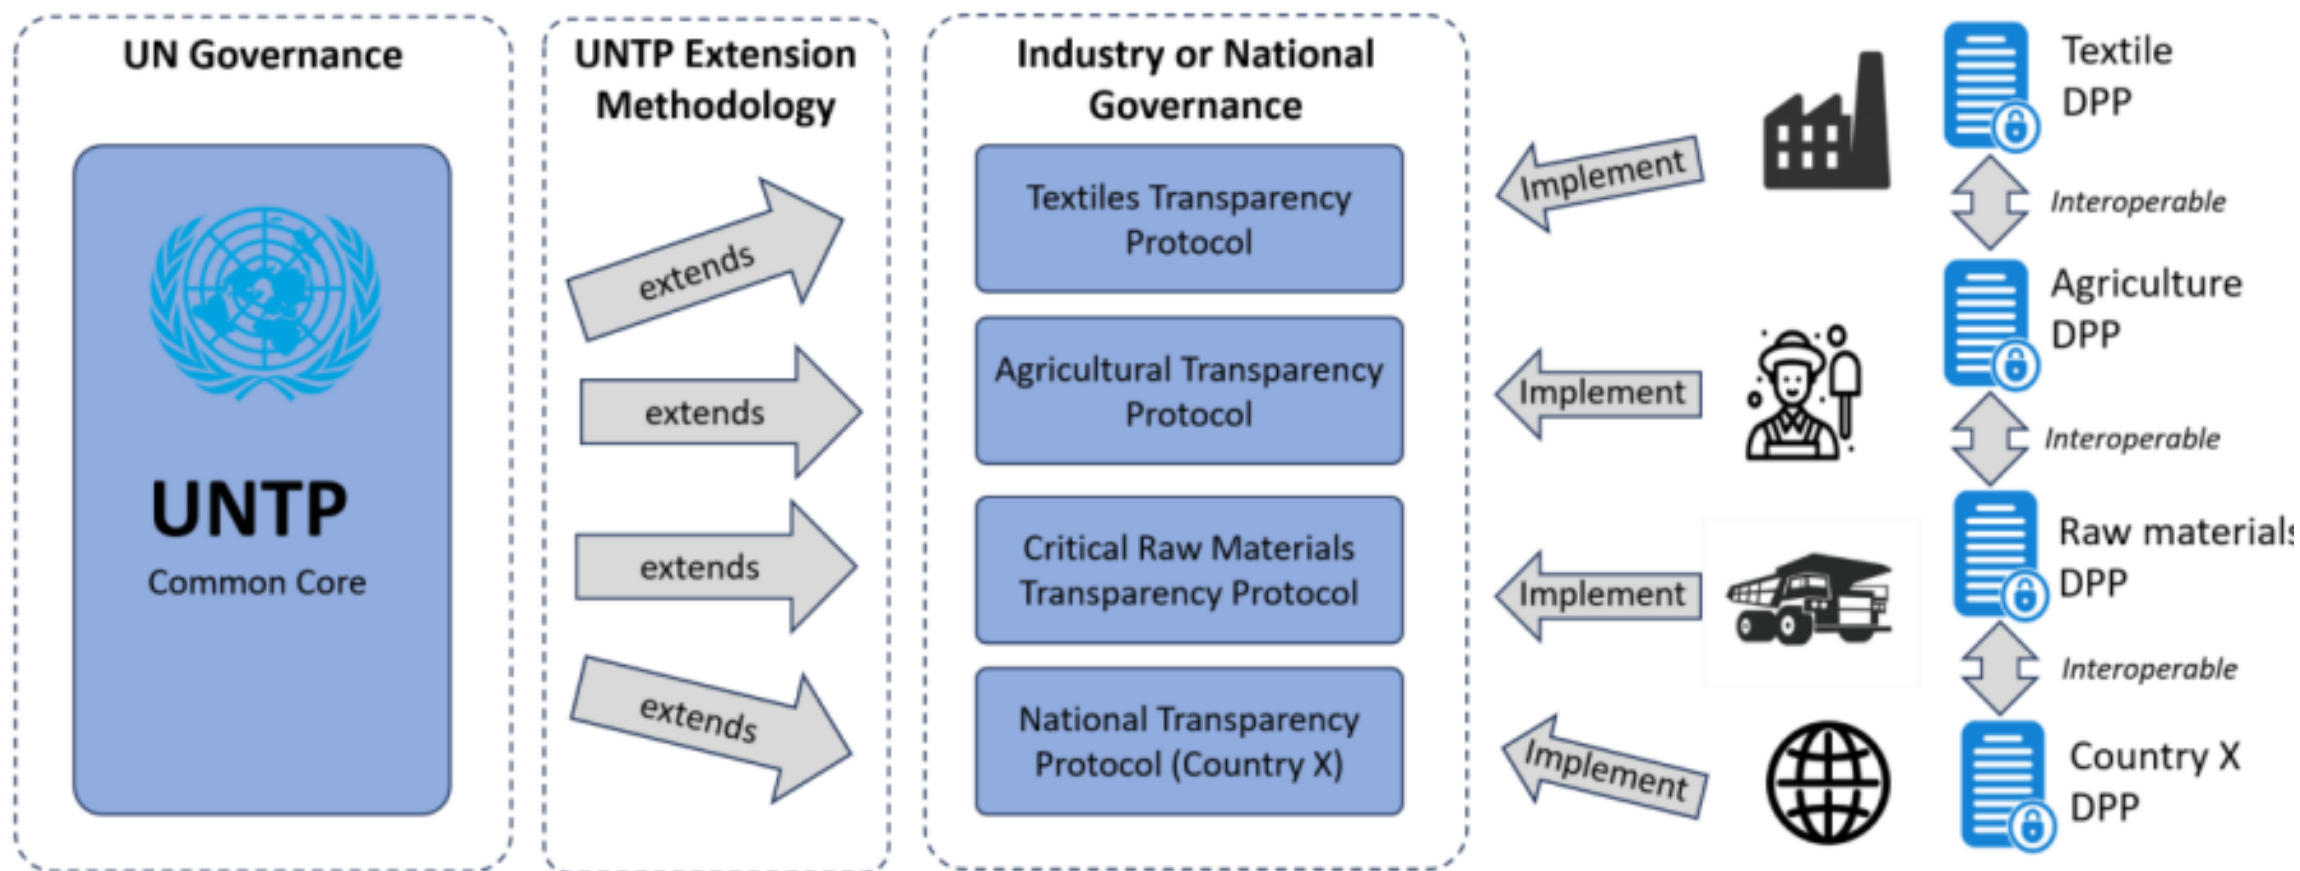 UN Governance
UNTP
Common Core
UNTP Extension
Methodology
extends
extends
extends
extends
Industry or National
Governance
Textiles Transparency
Protocol
Agricultural Transparency
Protocol
Critical Raw Materials
Transparency Protocol
National Transparency
Protocol (Country X)
Implement
Implement
Implement
Implement
Textile
DPP
Interoperable
Agriculture
DPP
Interoperable
Raw materials
DPP
Interoperable
Country X
DPP